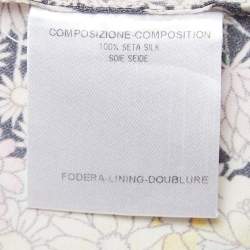 COMPOSIZIONE-COMPOSITION
100% SETA SILK
SOIE SEIDE
FODERA-LINING-DOUBLURE